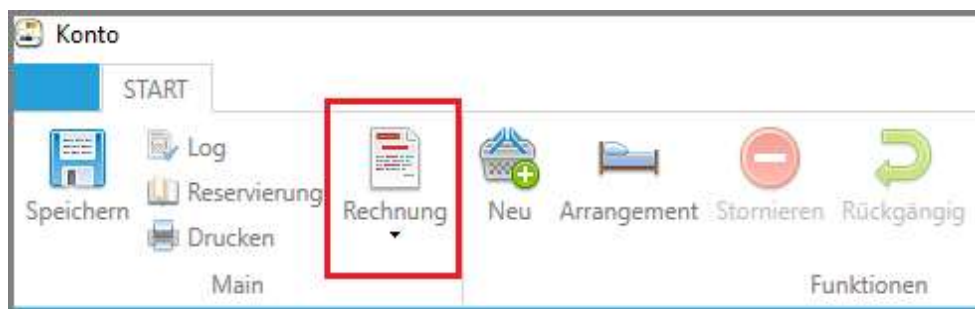 Konto
START
Log
Reservierung
Drucken
Speichern
Rechnung
Neu
Arrangement
Stornieren
Rückgängig
Main
Funktionen